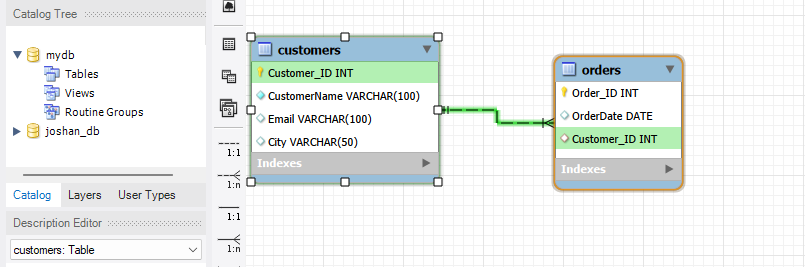 Catalog Tree
mydb
Tables
Views
Routine Groups
joshan_db
Catalog Layers User Types
Description Editor
customers: Table
1:1
1:n
1:1
1:n
customers
Customer_ID INT
CustomerName VARCHAR(100)
Email VARCHAR(100)
City VARCHAR(50)
Indexes
orders
Order_ID INT
OrderDate DATE
Customer_ID INT
Indexes